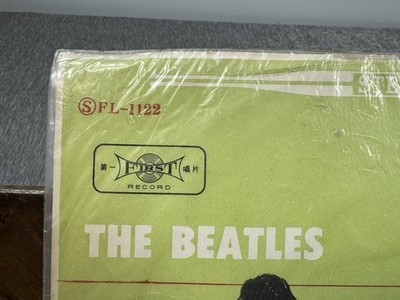 ⓈFL-1122
第一 FIRST 唱片
RECORD
THE BEATLES